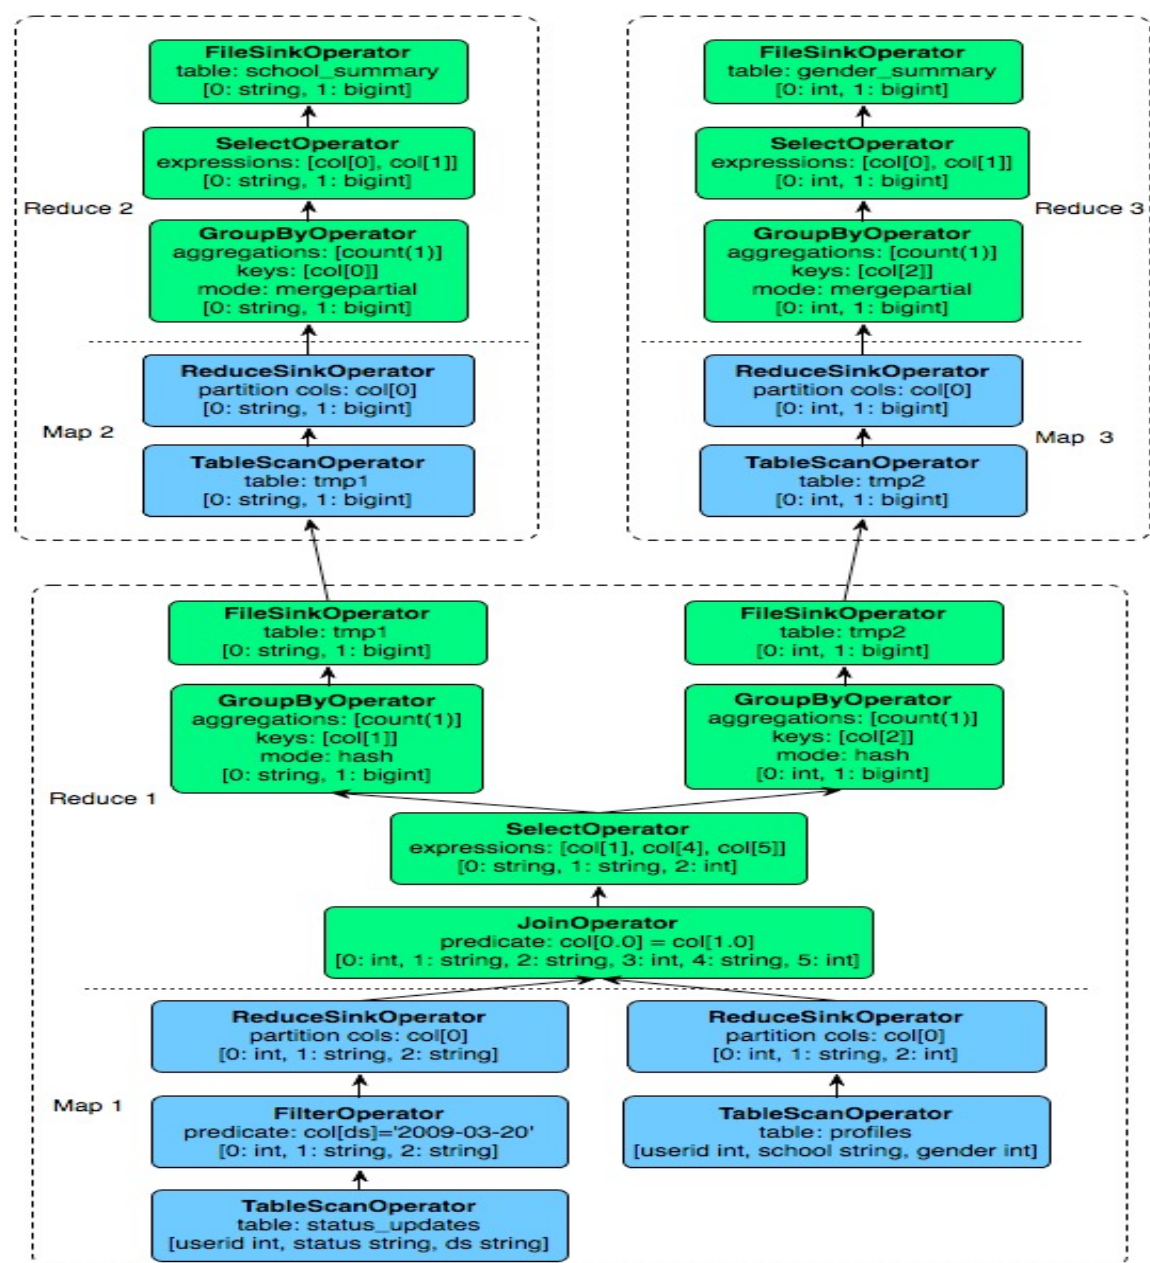 FileSinkOperator
table: school_summary
[0: string, 1: bigint]
SelectOperator
expressions: [col[0], col[1]]
[0: string, 1: bigint]
Reduce 2
GroupByOperator
aggregations: [count(1)]
keys: [col[0]]
mode: mergepartial
[0: string, 1: bigint]
ReduceSinkOperator
partition cols: col[0]
[0: string, 1: bigint]
Map 2
TableScanOperator
table: tmp1
[0: string, 1: bigint]
FileSinkOperator
table: gender_summary
[0: int, 1: bigint]
SelectOperator
expressions: [col[0], col[1]]
[0: int, 1: bigint]
Reduce 3
GroupByOperator
aggregations: [count(1)]
keys: [col[2]]
mode: mergepartial
[0: int, 1: bigint]
ReduceSinkOperator
partition cols: col[0]
[0: int, 1: bigint]
Map 3
TableScanOperator
table: tmp2
[0: int, 1: bigint]
FileSinkOperator
table: tmp1
[0: string, 1: bigint]
FileSinkOperator
table: tmp2
[0: int, 1: bigint]
GroupByOperator
aggregations: [count(1)]
keys: [col[1]]
mode: hash
[0: string, 1: bigint]
GroupByOperator
aggregations: [count(1)]
keys: [col[2]]
mode: hash
[0: int, 1: bigint]
Reduce 1
SelectOperator
expressions: [col[1], col[4], col[5]]
[0: string, 1: string, 2: int]
JoinOperator
predicate: col[0.0] = col[1.0]
[0: int, 1: string, 2: string, 3: int, 4: string, 5: int]
ReduceSinkOperator
partition cols: col[0]
[0: int, 1: string, 2: string]
ReduceSinkOperator
partition cols: col[0]
[0: int, 1: string, 2: int]
Map 1
FilterOperator
predicate: col[ds]='2009-03-20'
[0: int, 1: string, 2: string]
TableScanOperator
table: profiles
[userid int, school string, gender int]
TableScanOperator
table: status_updates
[userid int, status string, ds string]